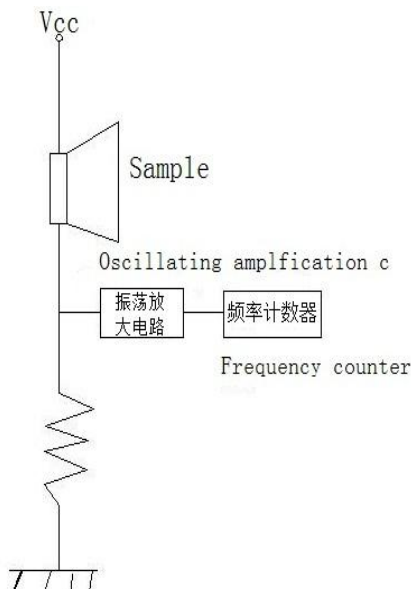 Vcc
Sample
Oscillating amplfication c
振荡放
大电路
频率计数器
Frequency counter